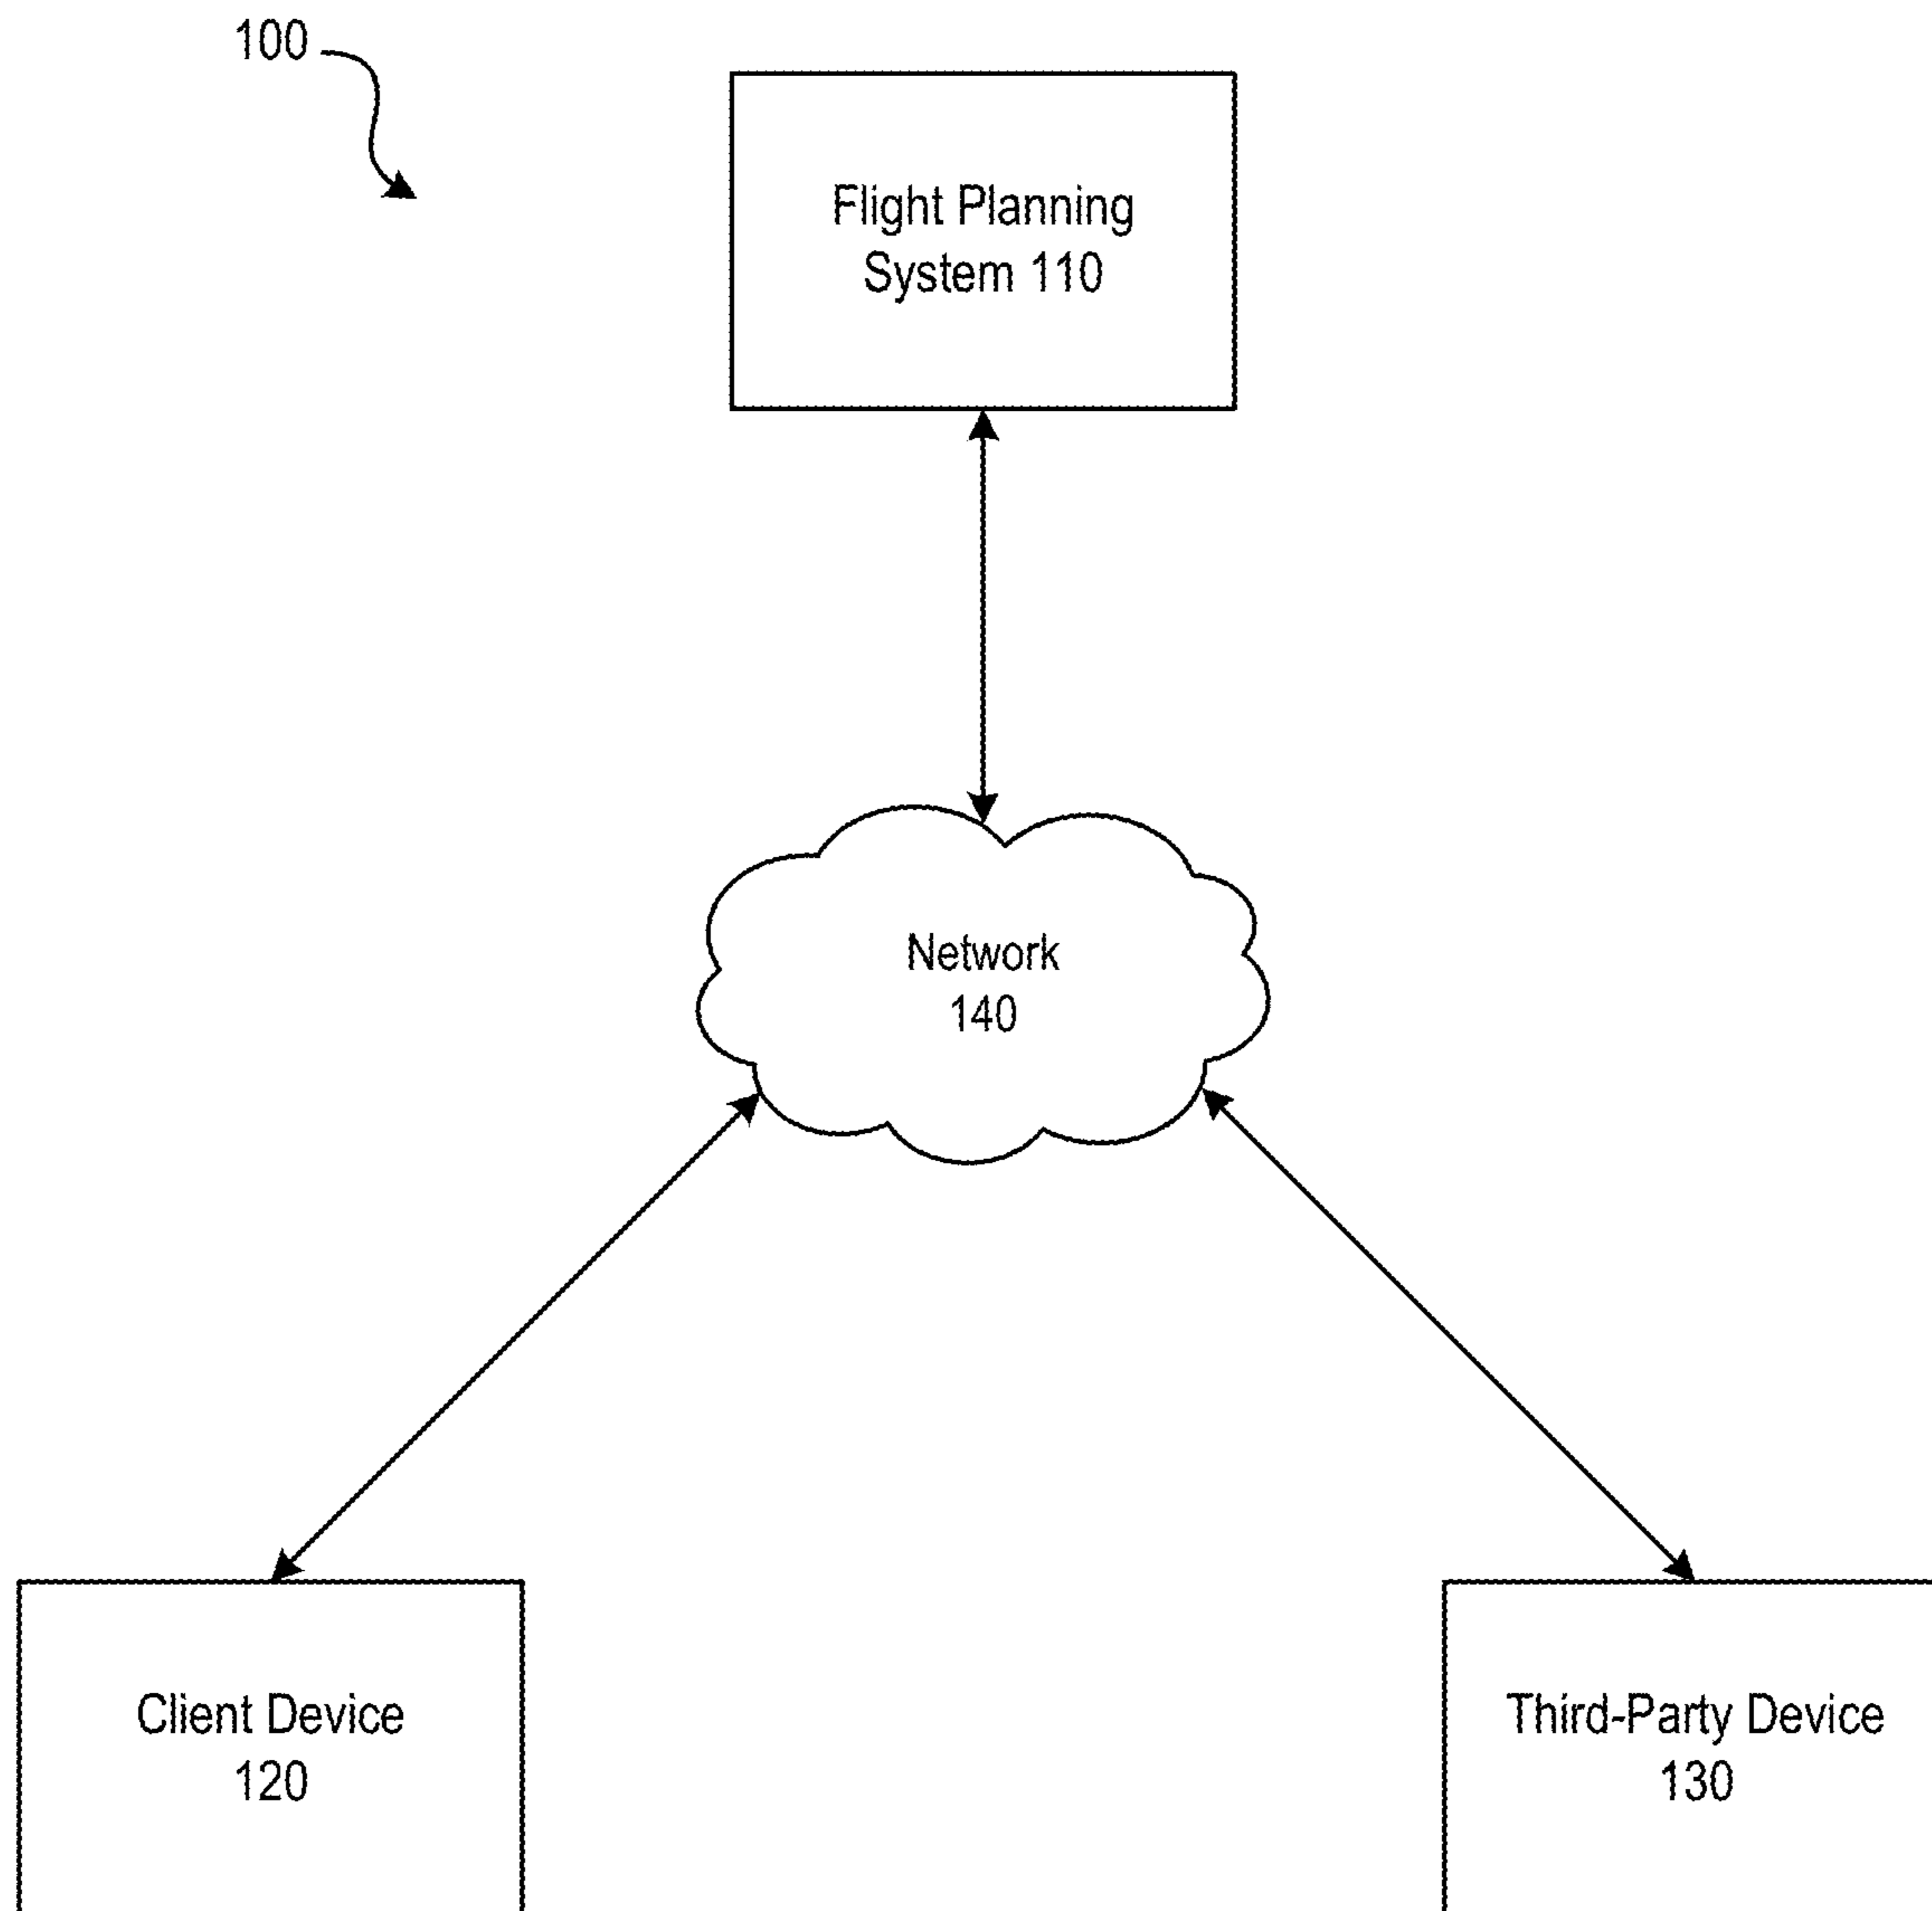 100
Flight Planning
System 110
Network
140
Client Device
120
Third-Party Device
130